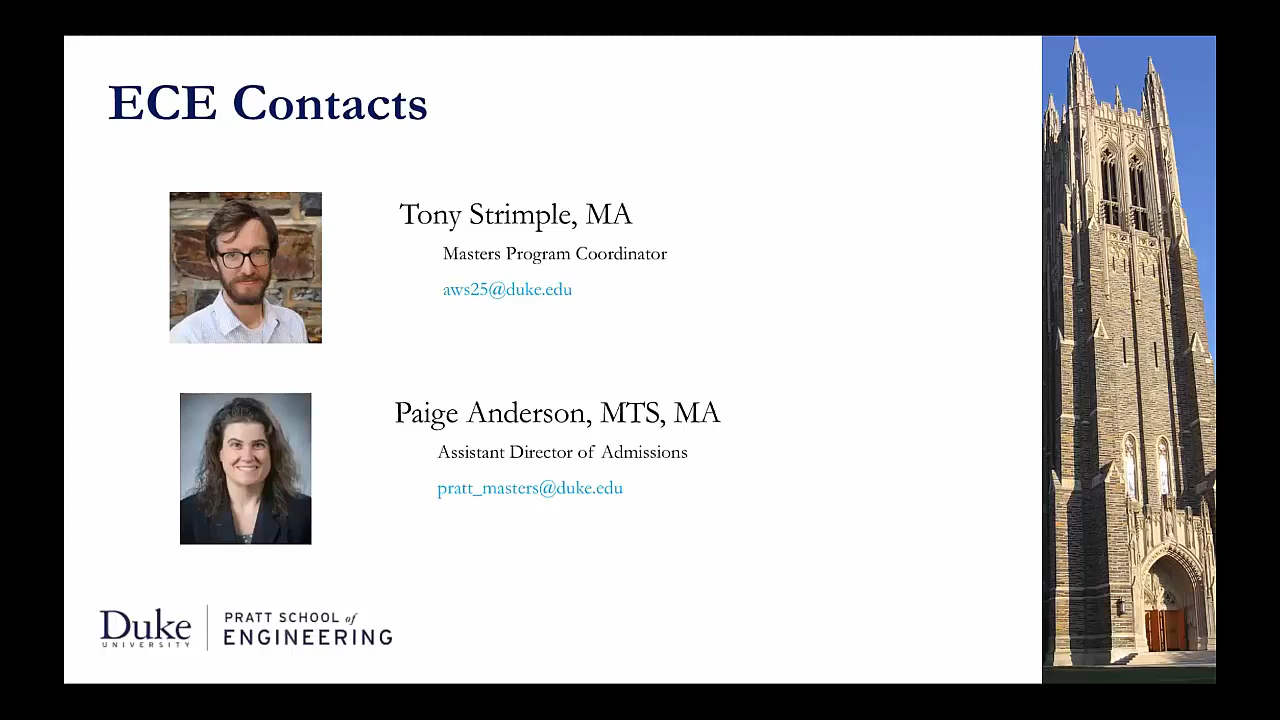 ECE Contacts
Tony Strimple, MA
Masters Program Coordinator
aws25@duke.edu
Paige Anderson, MTS, MA
Assistant Director of Admissions
pratt_masters@duke.edu
Duke
UNIVERSITY
PRATT SCHOOL of
ENGINEERING